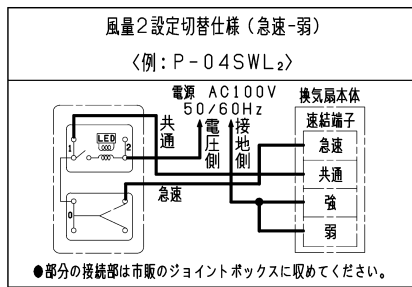 風量2設定切替仕様（急速-弱）
〈例：P-04SWL₂〉
電源 AC100V
50/60Hz
換気扇本体
速結端子
急速
共通
強
弱
共通
電圧側
接地側
急速
LED
1
2
0
●部分の接続部は市販のジョイントボックスに収めてください。